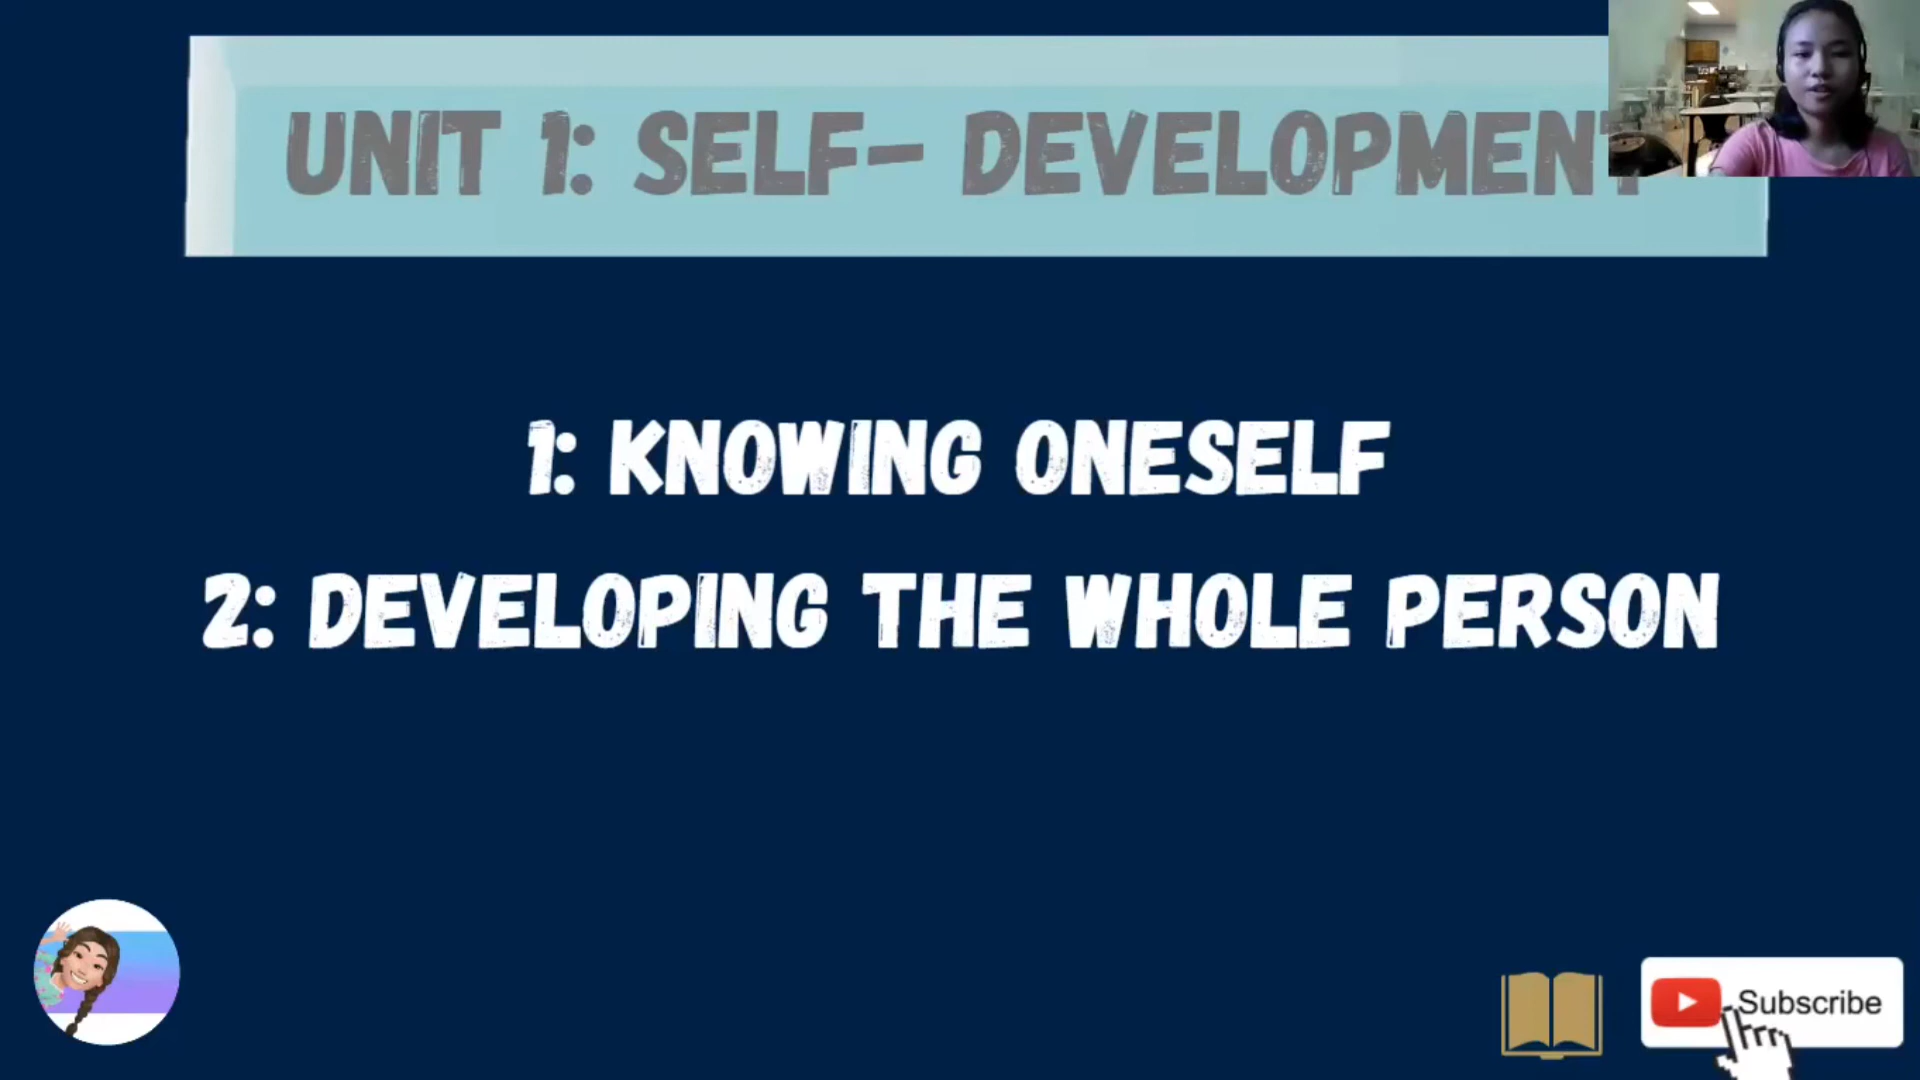 UNIT 1: SELF- DEVELOPMENT
1: KNOWING ONESELF
2: DEVELOPING THE WHOLE PERSON
Subscribe